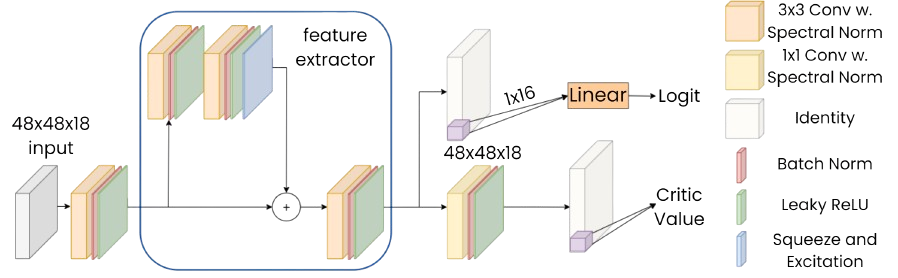 48x48x18
input
feature
extractor
+
1x16
Linear
Logit
48x48x18
Critic
Value
3x3 Conv w.
Spectral Norm
1x1 Conv w.
Spectral Norm
Identity
Batch Norm
Leaky ReLU
Squeeze and
Excitation